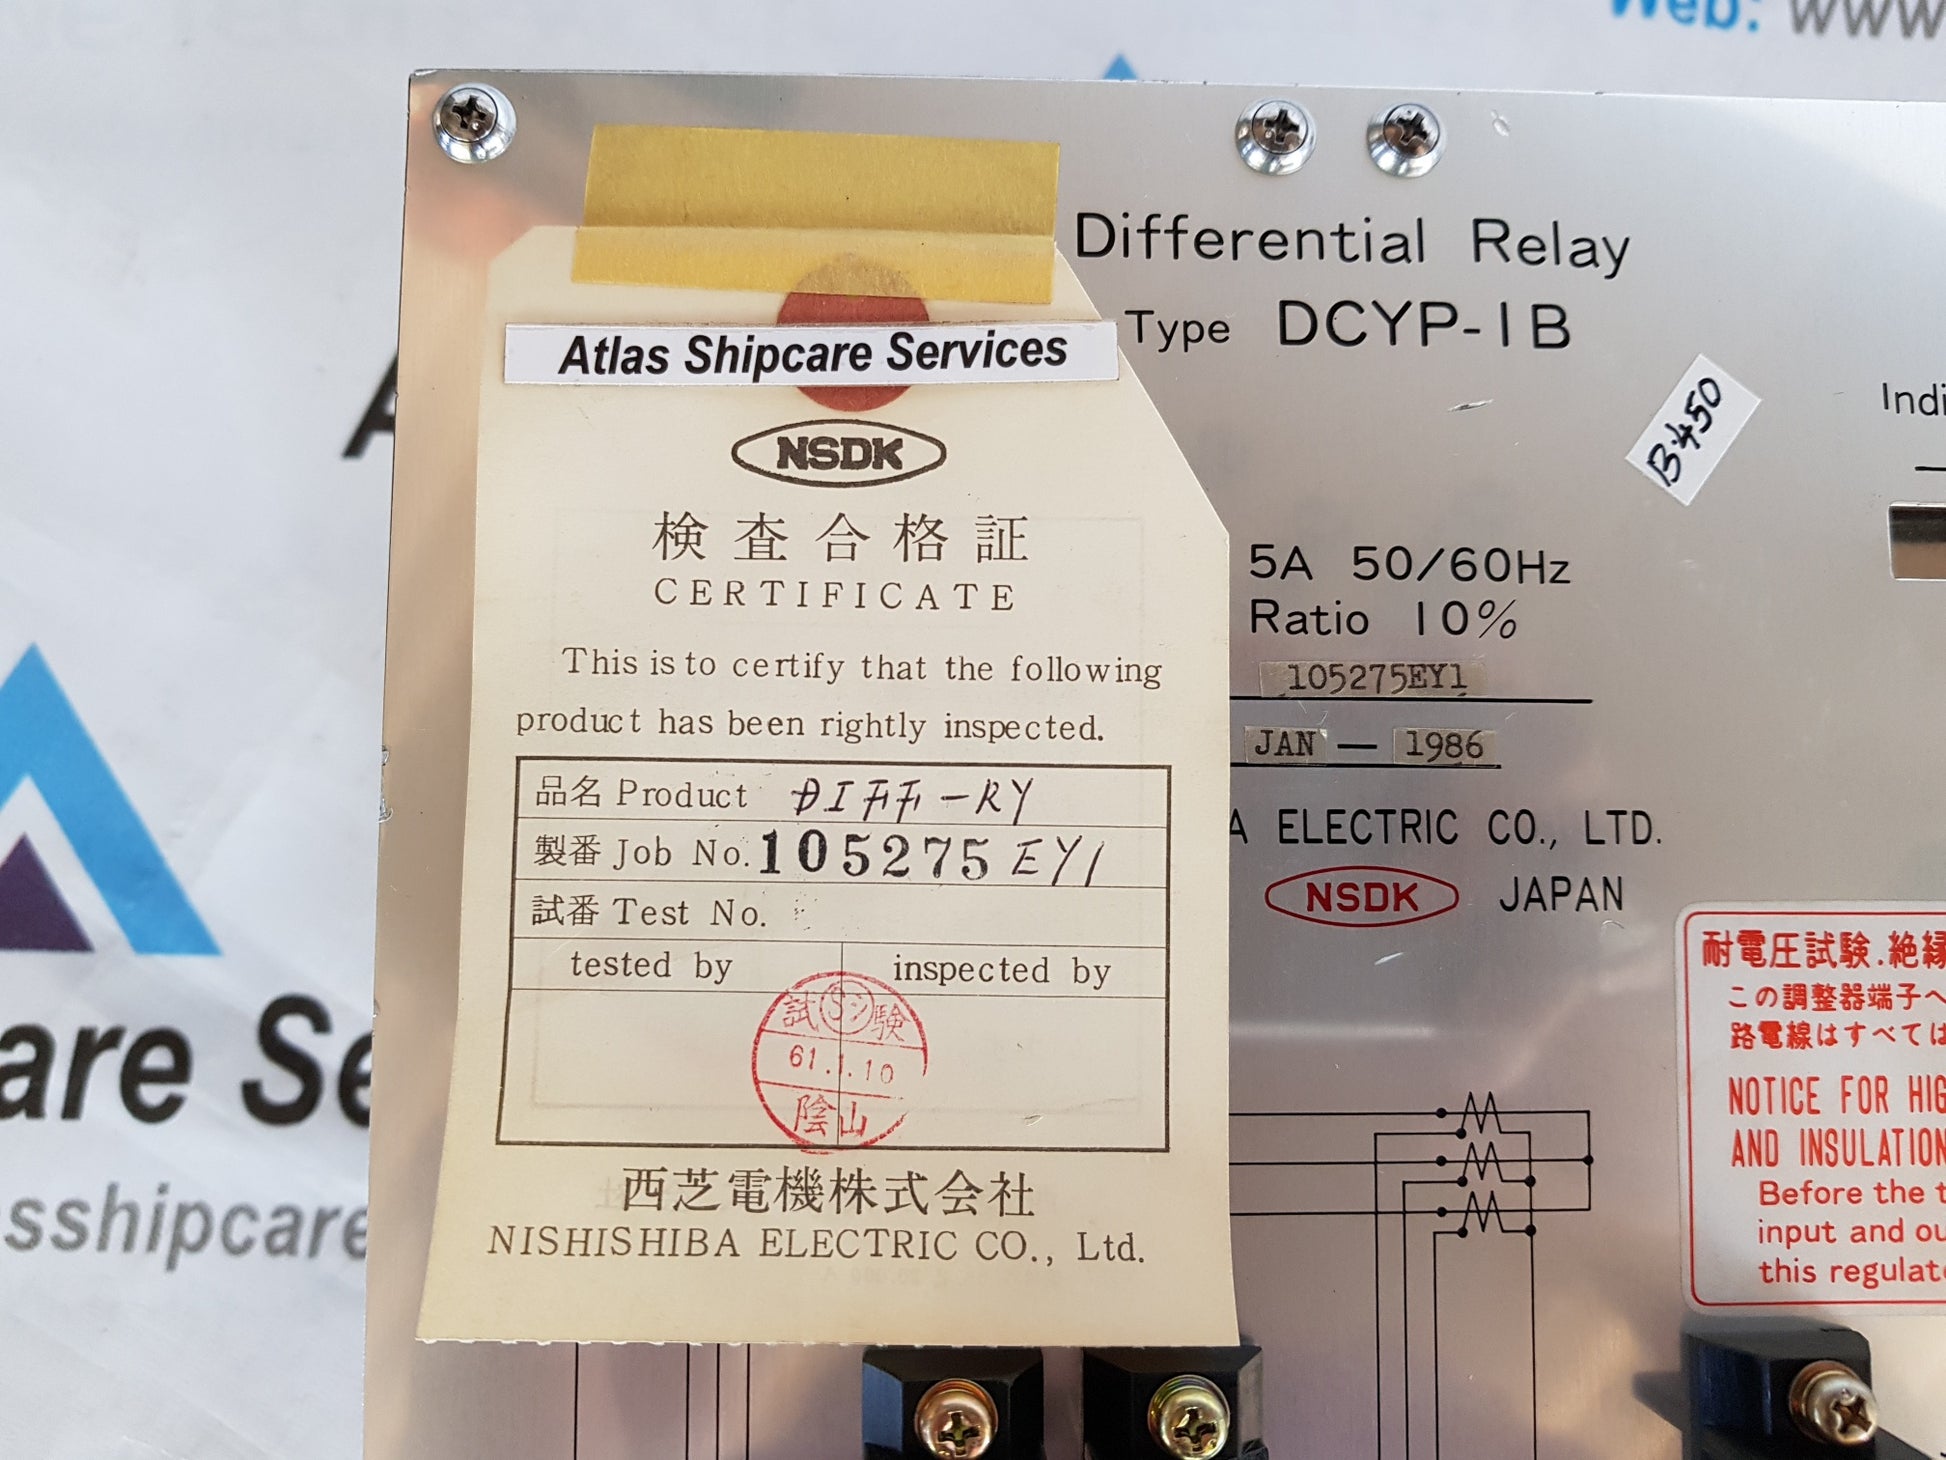 Web: www
Differential Relay
Type DCYP-1B
Atlas Shipcare Services
B-450
Indi
NSDK
検査合格証
CERTIFICATE
This is to certify that the following
product has been rightly inspected.
品名 Product DIFF-RY
製番 Job No. 105275 EY1
試番 Test No.
tested by inspected by
試 験
61.1.10
陰山
西芝電機株式会社
NISHISHIBA ELECTRIC CO., Ltd.
5A 50/60Hz
Ratio 10%
105275EY1
JAN — 1986
A ELECTRIC CO., LTD.
NSDK JAPAN
耐電圧試験.絶縁
この調整器端子へ
路電線はすべては
NOTICE FOR HIG
AND INSULATION
Before the t
input and ou
this regulat
A
are Se
sshipcare